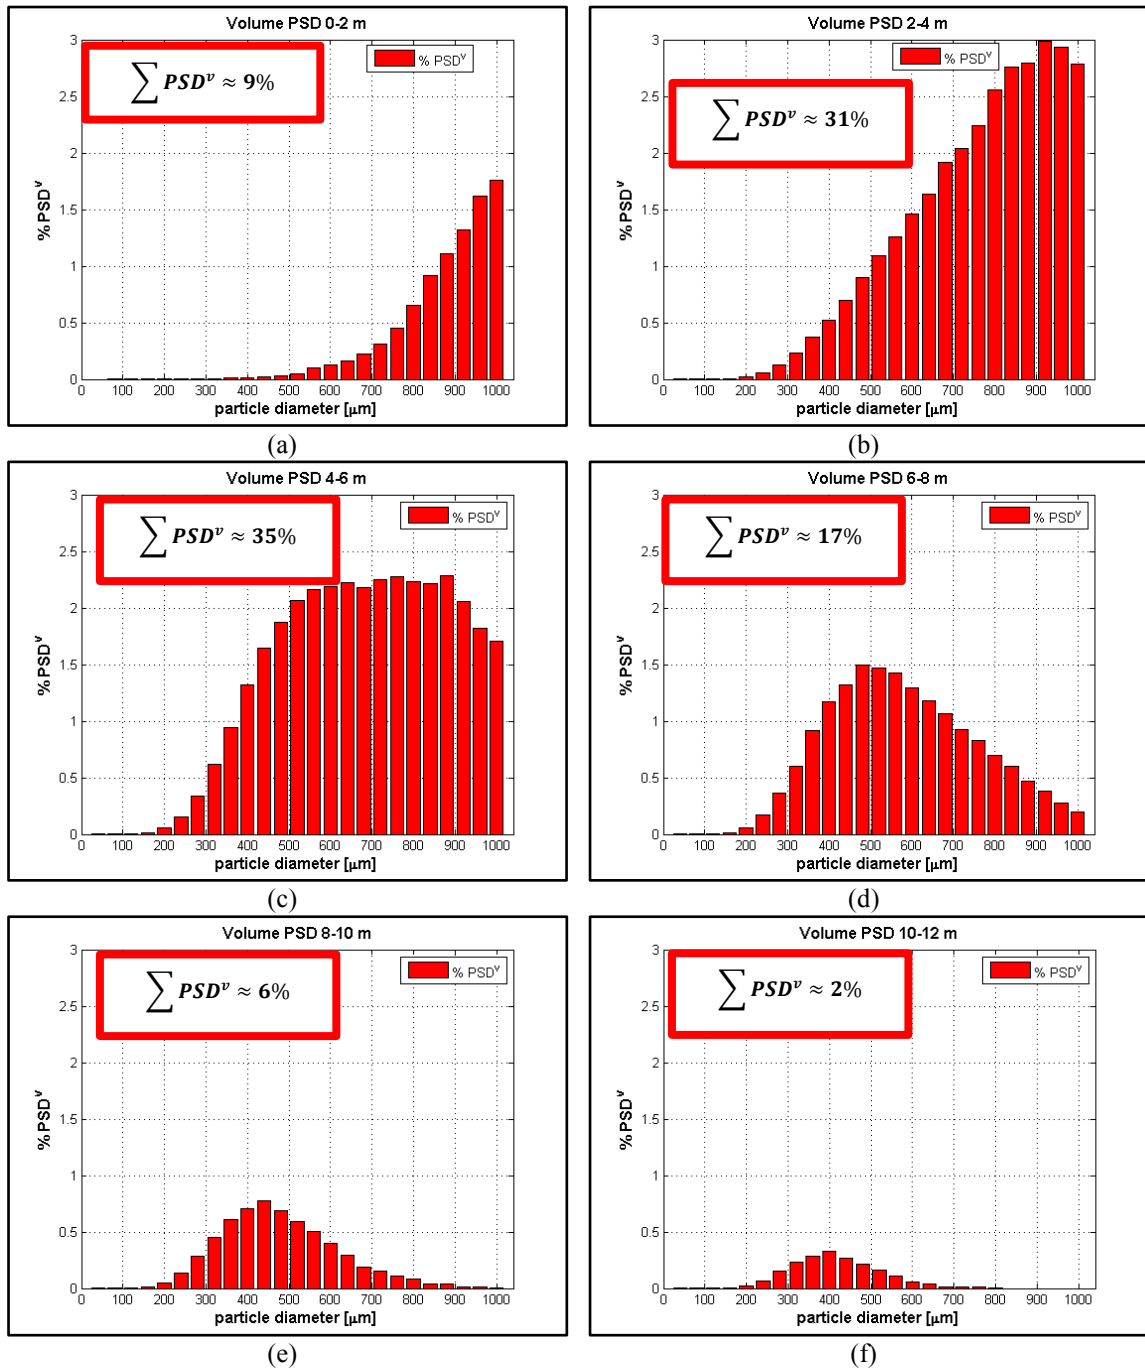 Volume PSD 0-2 m
% PSDᵛ
∑ PSDᵛ ≈ 9%
3
2.5
2
1.5
1
0.5
0
%PSDᵛ
0 100 200 300 400 500 600 700 800 900 1000
particle diameter [μm]
(a)
Volume PSD 2-4 m
% PSDᵛ
∑ PSDᵛ ≈ 31%
3
2.5
2
1.5
1
0.5
0
%PSDᵛ
0 100 200 300 400 500 600 700 800 900 1000
particle diameter [μm]
(b)
Volume PSD 4-6 m
% PSDᵛ
∑ PSDᵛ ≈ 35%
3
2.5
2
1.5
1
0.5
0
%PSDᵛ
0 100 200 300 400 500 600 700 800 900 1000
particle diameter [μm]
(c)
Volume PSD 6-8 m
% PSDᵛ
∑ PSDᵛ ≈ 17%
3
2.5
2
1.5
1
0.5
0
%PSDᵛ
0 100 200 300 400 500 600 700 800 900 1000
particle diameter [μm]
(d)
Volume PSD 8-10 m
% PSDᵛ
∑ PSDᵛ ≈ 6%
3
2.5
2
1.5
1
0.5
0
%PSDᵛ
0 100 200 300 400 500 600 700 800 900 1000
particle diameter [μm]
(e)
Volume PSD 10-12 m
% PSDᵛ
∑ PSDᵛ ≈ 2%
3
2.5
2
1.5
1
0.5
0
%PSDᵛ
0 100 200 300 400 500 600 700 800 900 1000
particle diameter [μm]
(f)